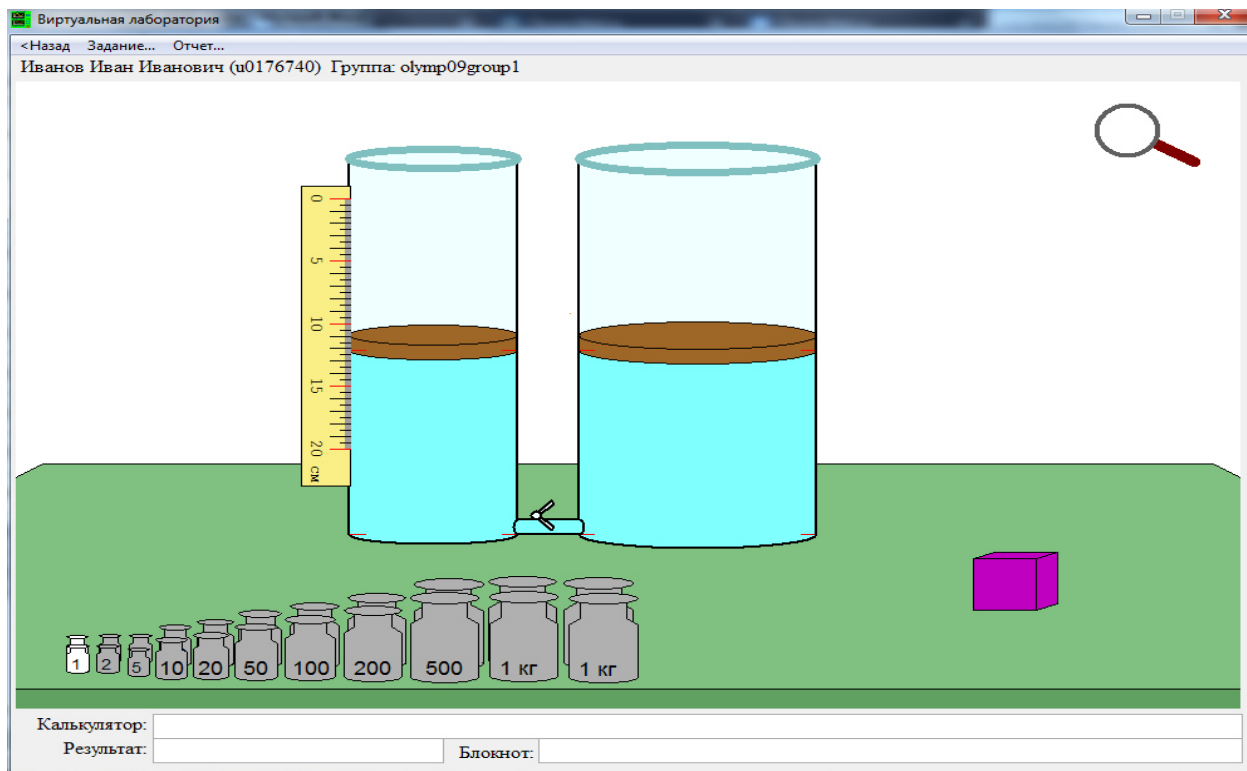 Виртуальная лаборатория
<Назад Задание... Отчет...
Иванов Иван Иванович (u0176740) Группа: olymp09group1
0
5
10
15
20 см
1 2 5 10 20 50 100 200 500 1 кг 1 кг
Калькулятор:
Результат: Блокнот: